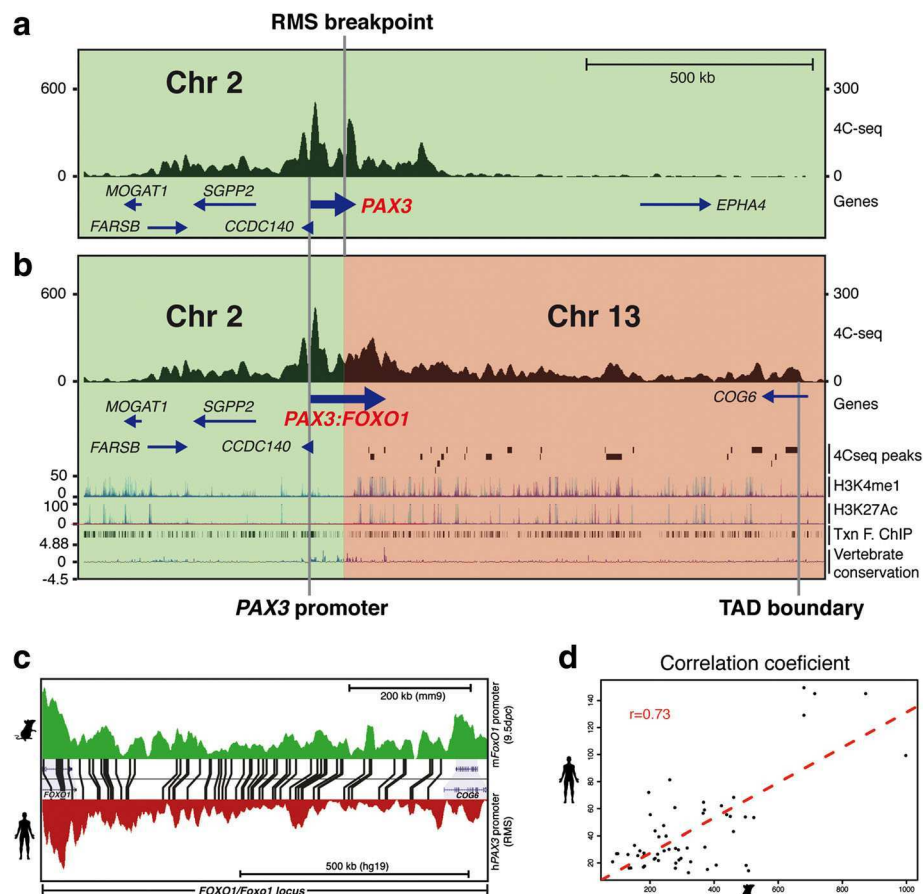 RMS breakpoint
a
Chr 2
500 kb
600
300
4C-seq
0
0
MOGAT1
SGPP2
PAX3
EPHA4
Genes
FARSB
CCDC140
b
600
300
Chr 2
Chr 13
4C-seq
0
0
MOGAT1
SGPP2
PAX3:FOXO1
COG6
Genes
FARSB
CCDC140
4Cseq peaks
50
0
H3K4me1
100
0
H3K27Ac
Txn F. ChIP
4.88
0
-4.5
Vertebrate
conservation
PAX3 promoter
TAD boundary
c
200 kb (mm9)
mFoxO1 promoter
(9.5dpc)
FOXO1
COG6
hPAX3 promoter
(RMS)
500 kb (hg19)
FOXO1/Foxo1 locus
d
Correlation coeficient
r=0.73
140
120
100
80
60
40
20
200
400
600
800
1000